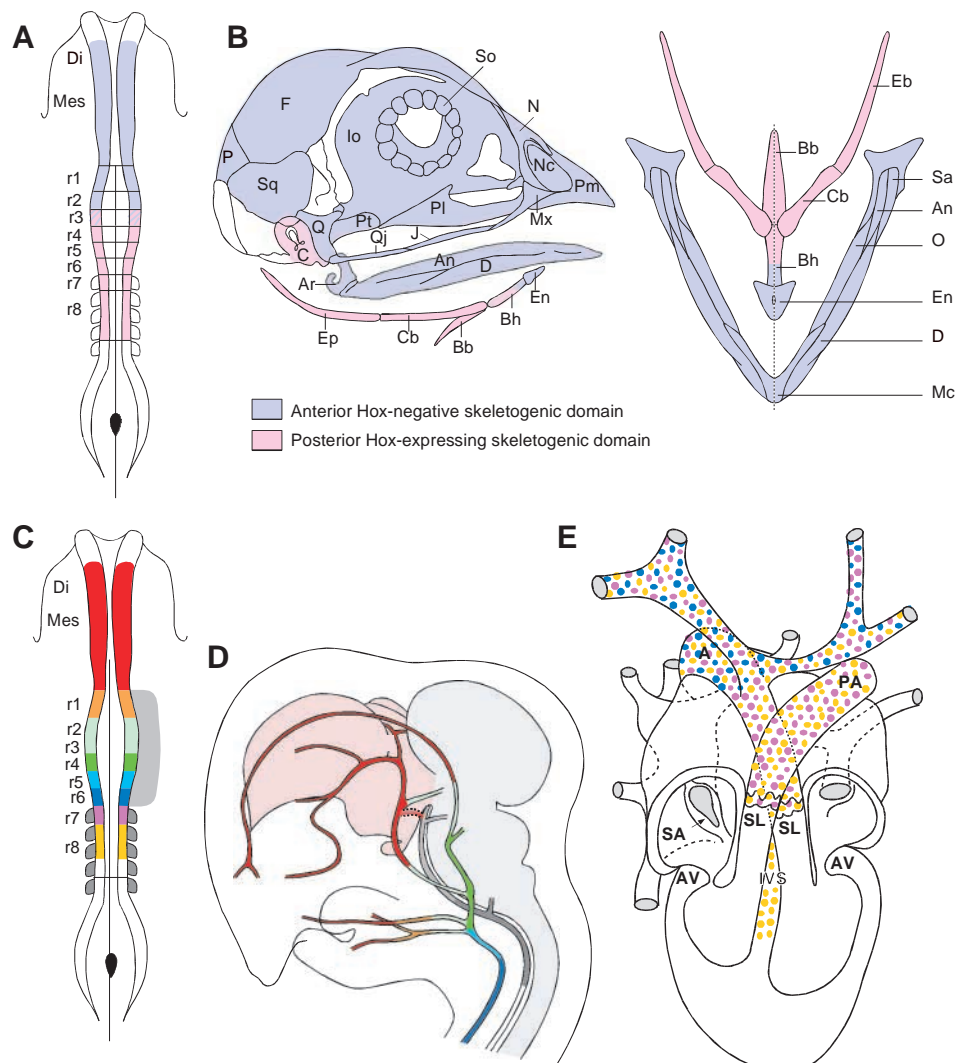 A
Di
Mes
r1
r2
r3
r4
r5
r6
r7
r8
B
So
F
Io
N
P
Sq
Nc
Pm
Q
Pt
Pl
Mx
C
Qj
J
Ar
An
D
En
Ep
Cb
Bh
Bb
Eb
Bb
Sa
Cb
An
O
Bh
En
D
Mc
Anterior Hox-negative skeletogenic domain
Posterior Hox-expressing skeletogenic domain
C
Di
Mes
r1
r2
r3
r4
r5
r6
r7
r8
D
E
A
PA
SA
SL
SL
AV
IVS
AV